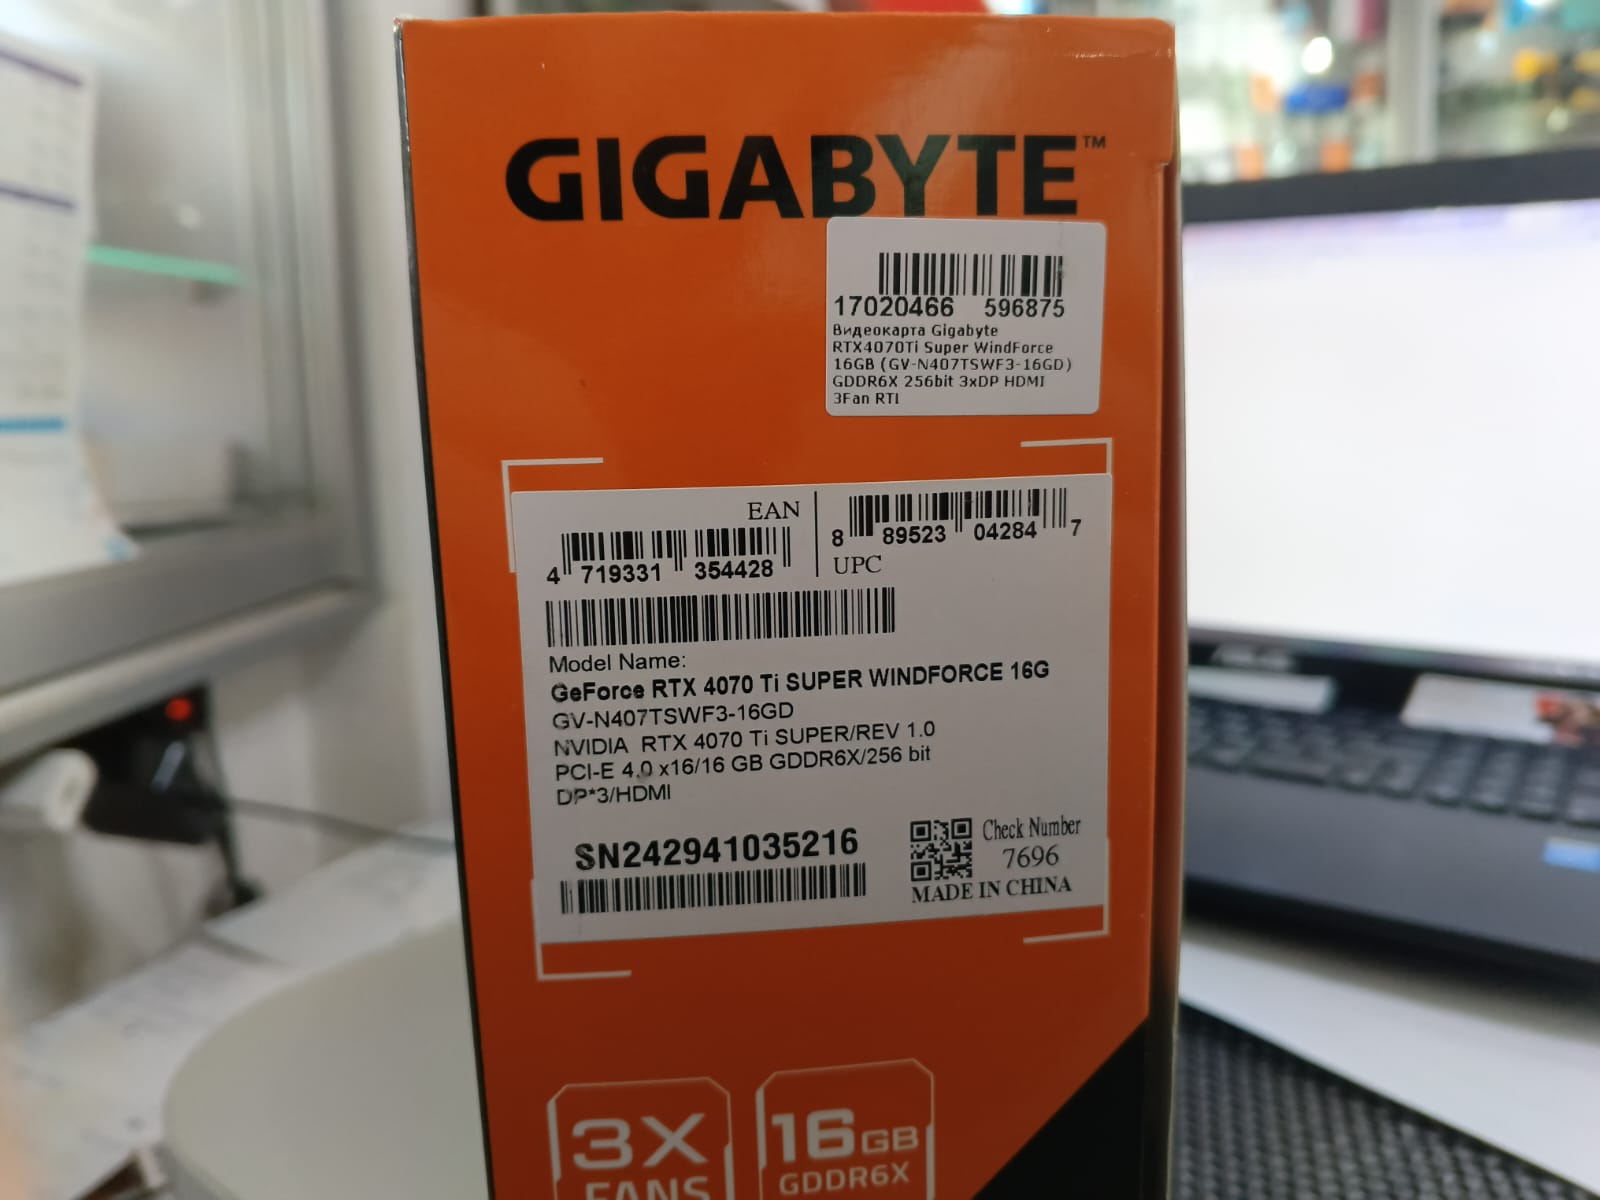 GIGABYTE™
17020466 596875
Видеокарта Gigabyte
RTX4070Ti Super WindForce
16GB (GV-N407TSWF3-16GD)
GDDR6X 256bit 3xDP HDMI
3Fan RTL
EAN
4 719331 354428
8 89523 04284 7
UPC
Model Name:
GeForce RTX 4070 Ti SUPER WINDFORCE 16G
GV-N407TSWF3-16GD
NVIDIA RTX 4070 Ti SUPER/REV 1.0
PCI-E 4.0 x16/16 GB GDDR6X/256 bit
DP*3/HDMI
SN242941035216
Check Number
7696
MADE IN CHINA
3X
FANS
16GB
GDDR6X